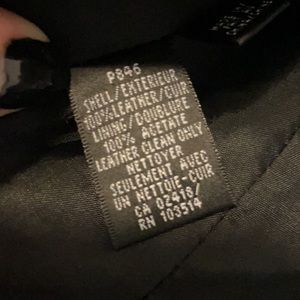 P846
SHELL/EXTERIEUR
100%LEATHER/CUIR
LINING/DOUBLURE
100% ACETATE
LEATHER CLEAN ONLY
NETTOYER
SEULEMENT AVEC
UN NETTOIE-CUIR
CA 02418/
RN 103514